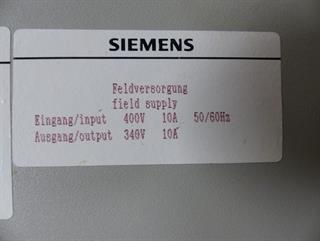 SIEMENS
Feldversorgung
field supply
Eingang/input 400V 10A 50/60Hz
Ausgang/output 340V 10A